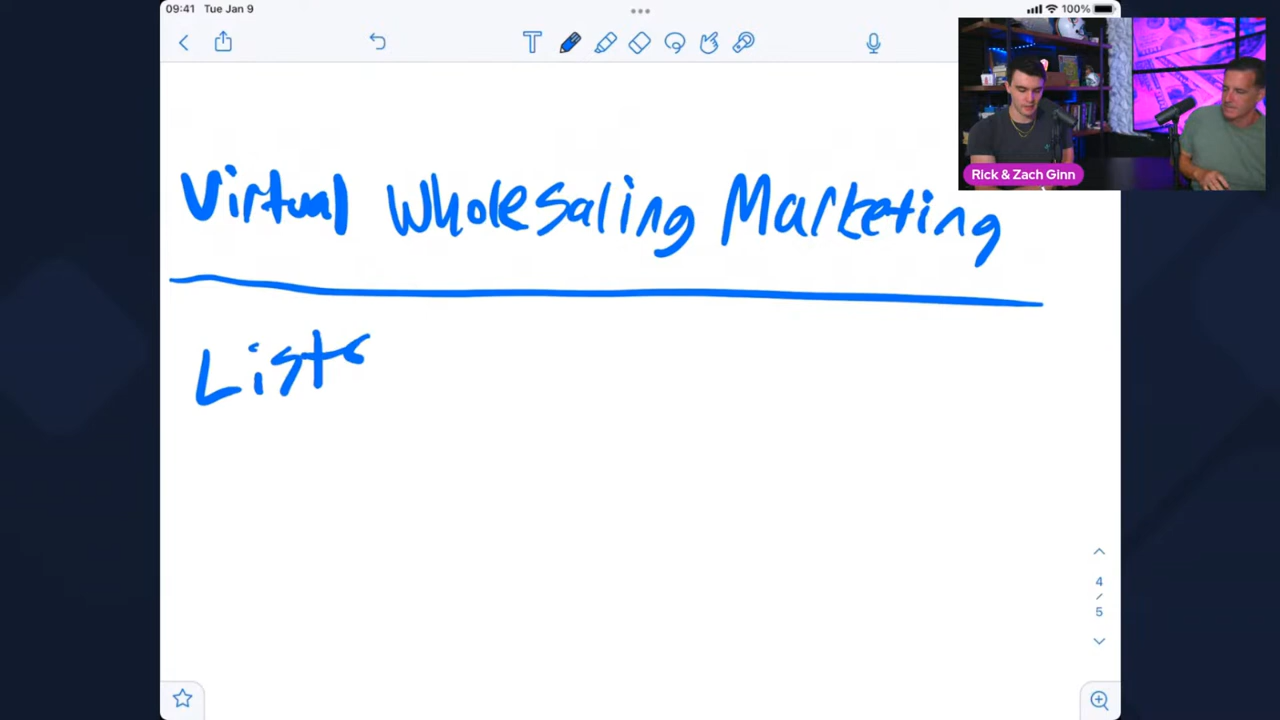 09:41 Tue Jan 9
100%
T
Rick & Zach Ginn
Virtual Wholesaling Marketing
Lists
4
/
5